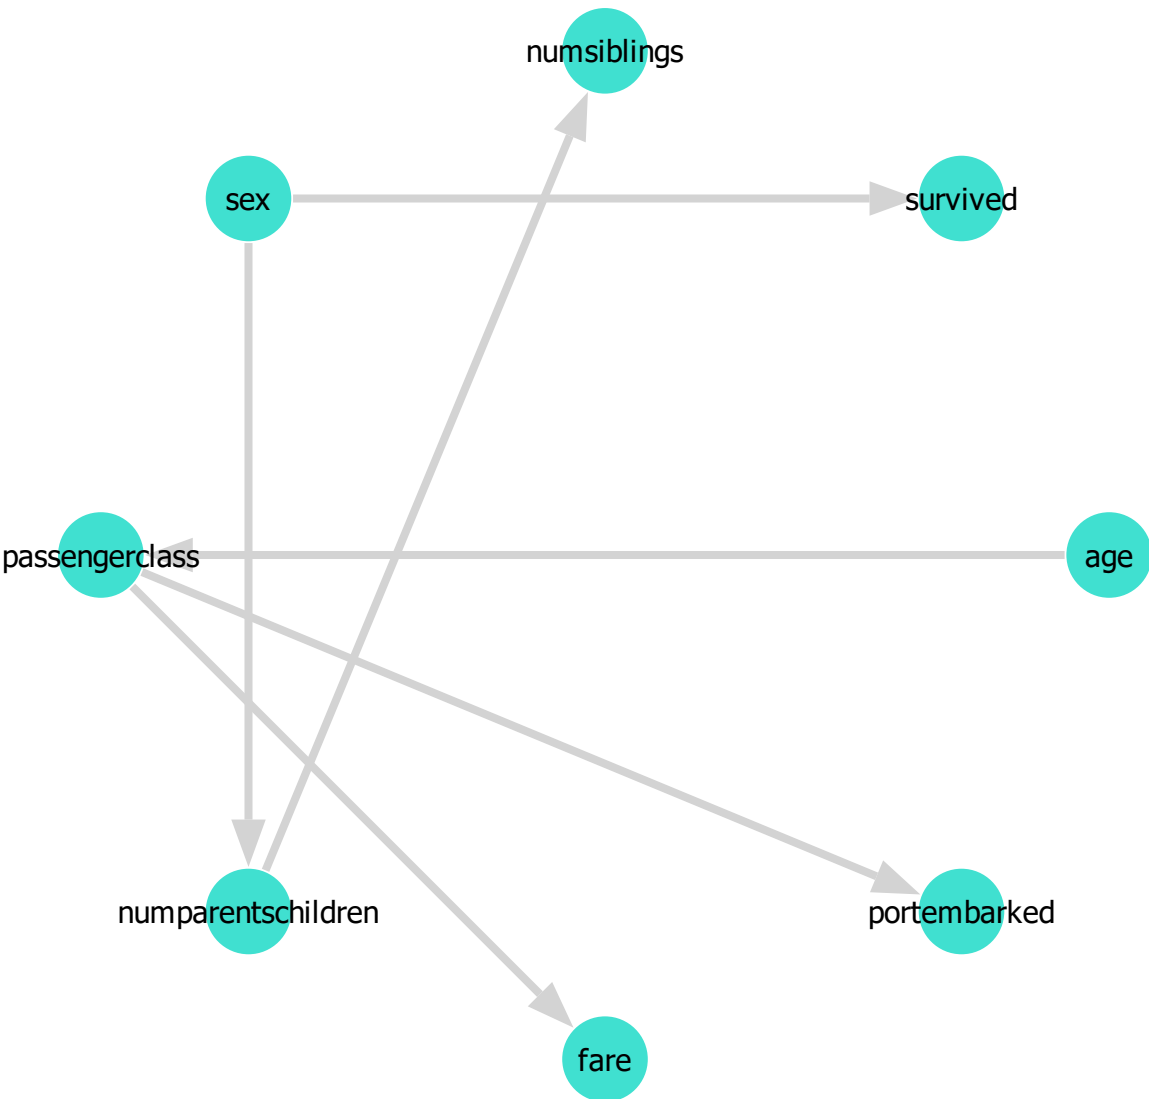 numsiblings
sex
survived
passengerclass
age
numparentschildren
portembarked
fare